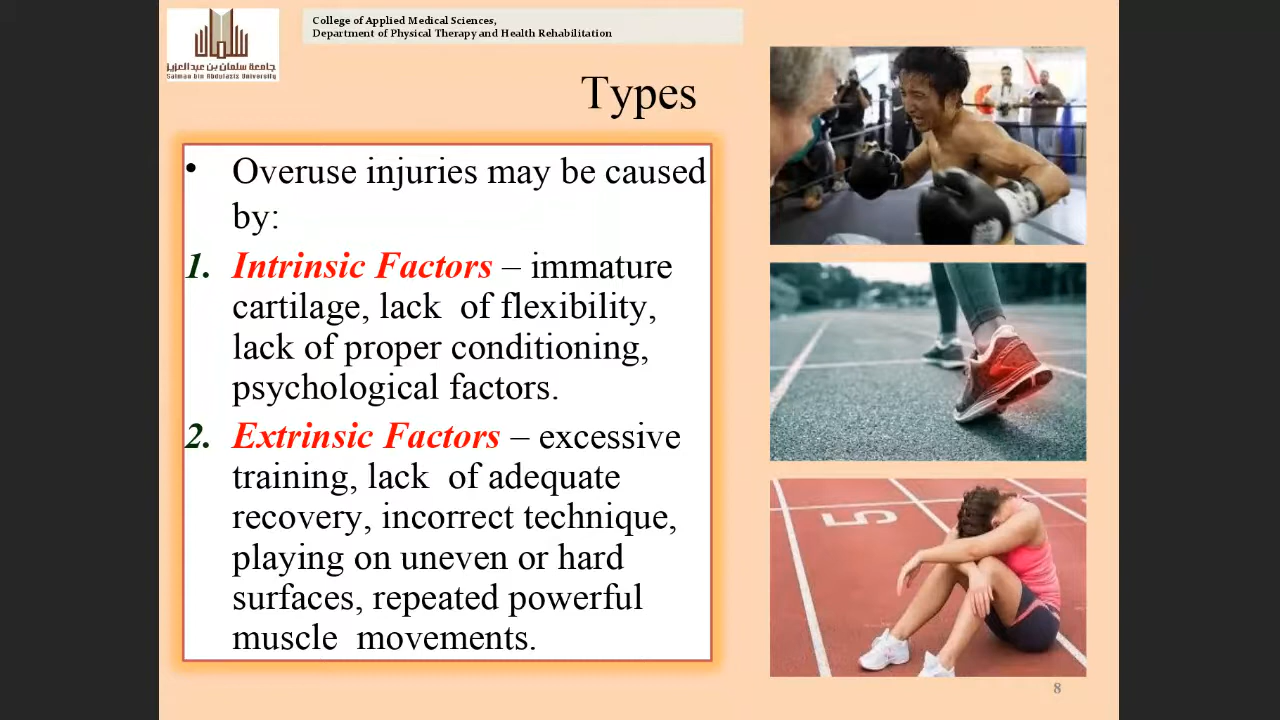 جامعة سلمان بن عبدالعزيز
Salman bin Abdulaziz University
College of Applied Medical Sciences,
Department of Physical Therapy and Health Rehabilitation
Types
• Overuse injuries may be caused
by:
1. Intrinsic Factors – immature
cartilage, lack of flexibility,
lack of proper conditioning,
psychological factors.
2. Extrinsic Factors – excessive
training, lack of adequate
recovery, incorrect technique,
playing on uneven or hard
surfaces, repeated powerful
muscle movements.
5
8